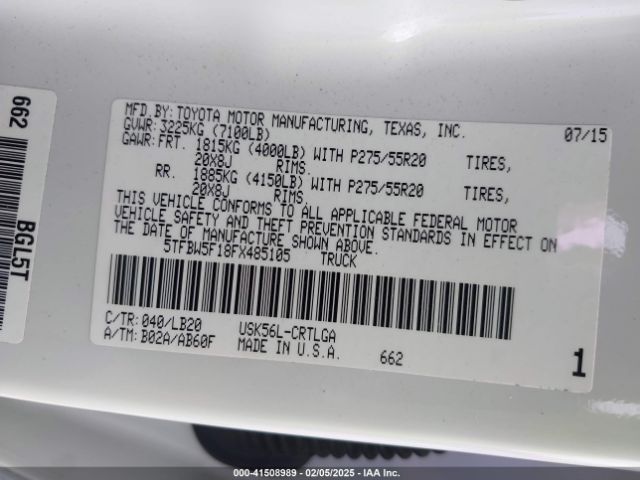 MFD.BY:TOYOTA MOTOR MANUFACTURING, TEXAS, INC. 07/15
GVWR:3225KG (7100LB)
GAWR:FRT. 1815KG (4000LB) WITH P275/55R20 TIRES,
20X8J RIMS.
RR. 1885KG (4150LB) WITH P275/55R20 TIRES,
20X8J RIMS.
THIS VEHICLE CONFORMS TO ALL APPLICABLE FEDERAL MOTOR
VEHICLE SAFETY AND THEFT PREVENTION STANDARDS IN EFFECT ON
THE DATE OF MANUFACTURE SHOWN ABOVE.
5TFBW5F18FX485105 TRUCK
C/TR:040/LB20 USK56L-CRTLGA
A/TM:B02A/AB60F MADE IN U.S.A. 662 1
662 BGL5T
000-41508989 — 02/05/2025 — IAA Inc.